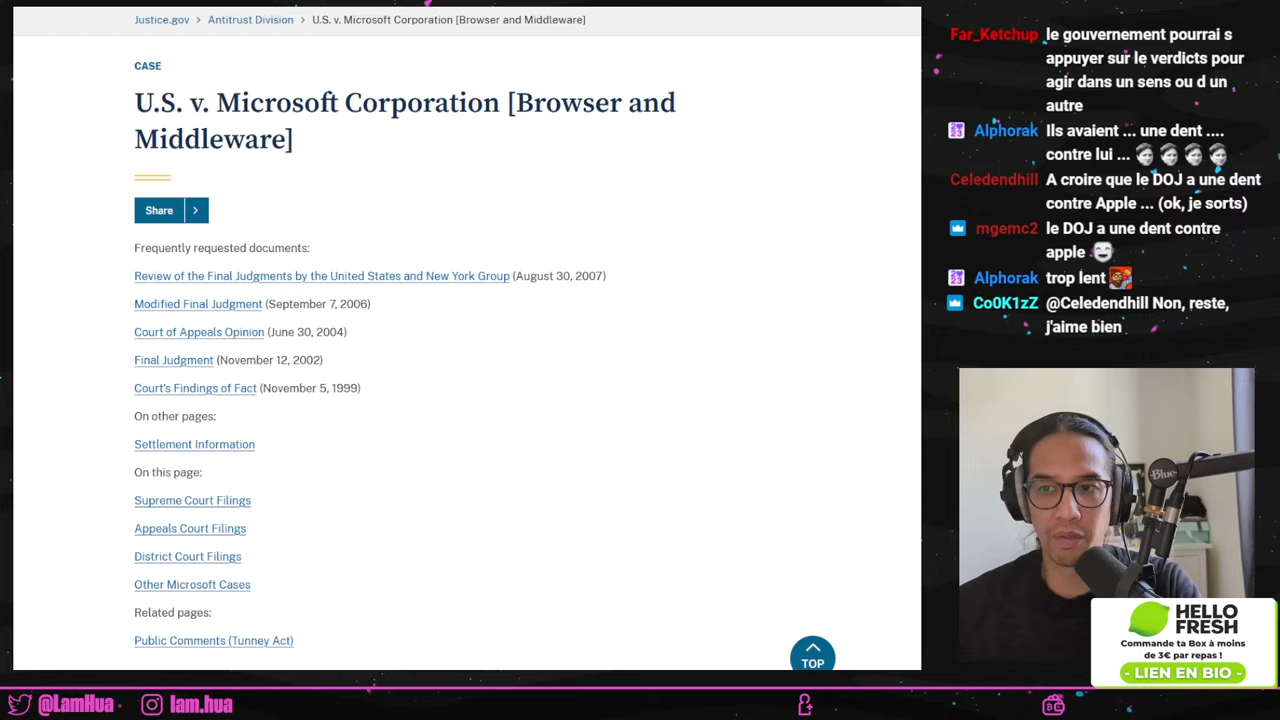 Justice.gov > Antitrust Division > U.S. v. Microsoft Corporation [Browser and Middleware]
CASE
U.S. v. Microsoft Corporation [Browser and
Middleware]
Share >
Frequently requested documents:
Review of the Final Judgments by the United States and New York Group (August 30, 2007)
Modified Final Judgment (September 7, 2006)
Court of Appeals Opinion (June 30, 2004)
Final Judgment (November 12, 2002)
Court's Findings of Fact (November 5, 1999)
On other pages:
Settlement Information
On this page:
Supreme Court Filings
Appeals Court Filings
District Court Filings
Other Microsoft Cases
Related pages:
Public Comments (Tunney Act)
TOP
Far_Ketchup le gouvernement pourrai s
appuyer sur le verdicts pour
agir dans un sens ou d un
autre
Alphorak Ils avaient ... une dent ....
contre lui ...
Celedendhill A croire que le DOJ a une dent
contre Apple ... (ok, je sorts)
mgemc2 le DOJ a une dent contre
apple
Alphorak trop lent
Co0K1zZ @Celedendhill Non, reste,
j'aime bien
Blue
HELLO
FRESH
Commande ta Box à moins
de 3€ par repas !
- LIEN EN BIO -
@LamHua
lam.hua